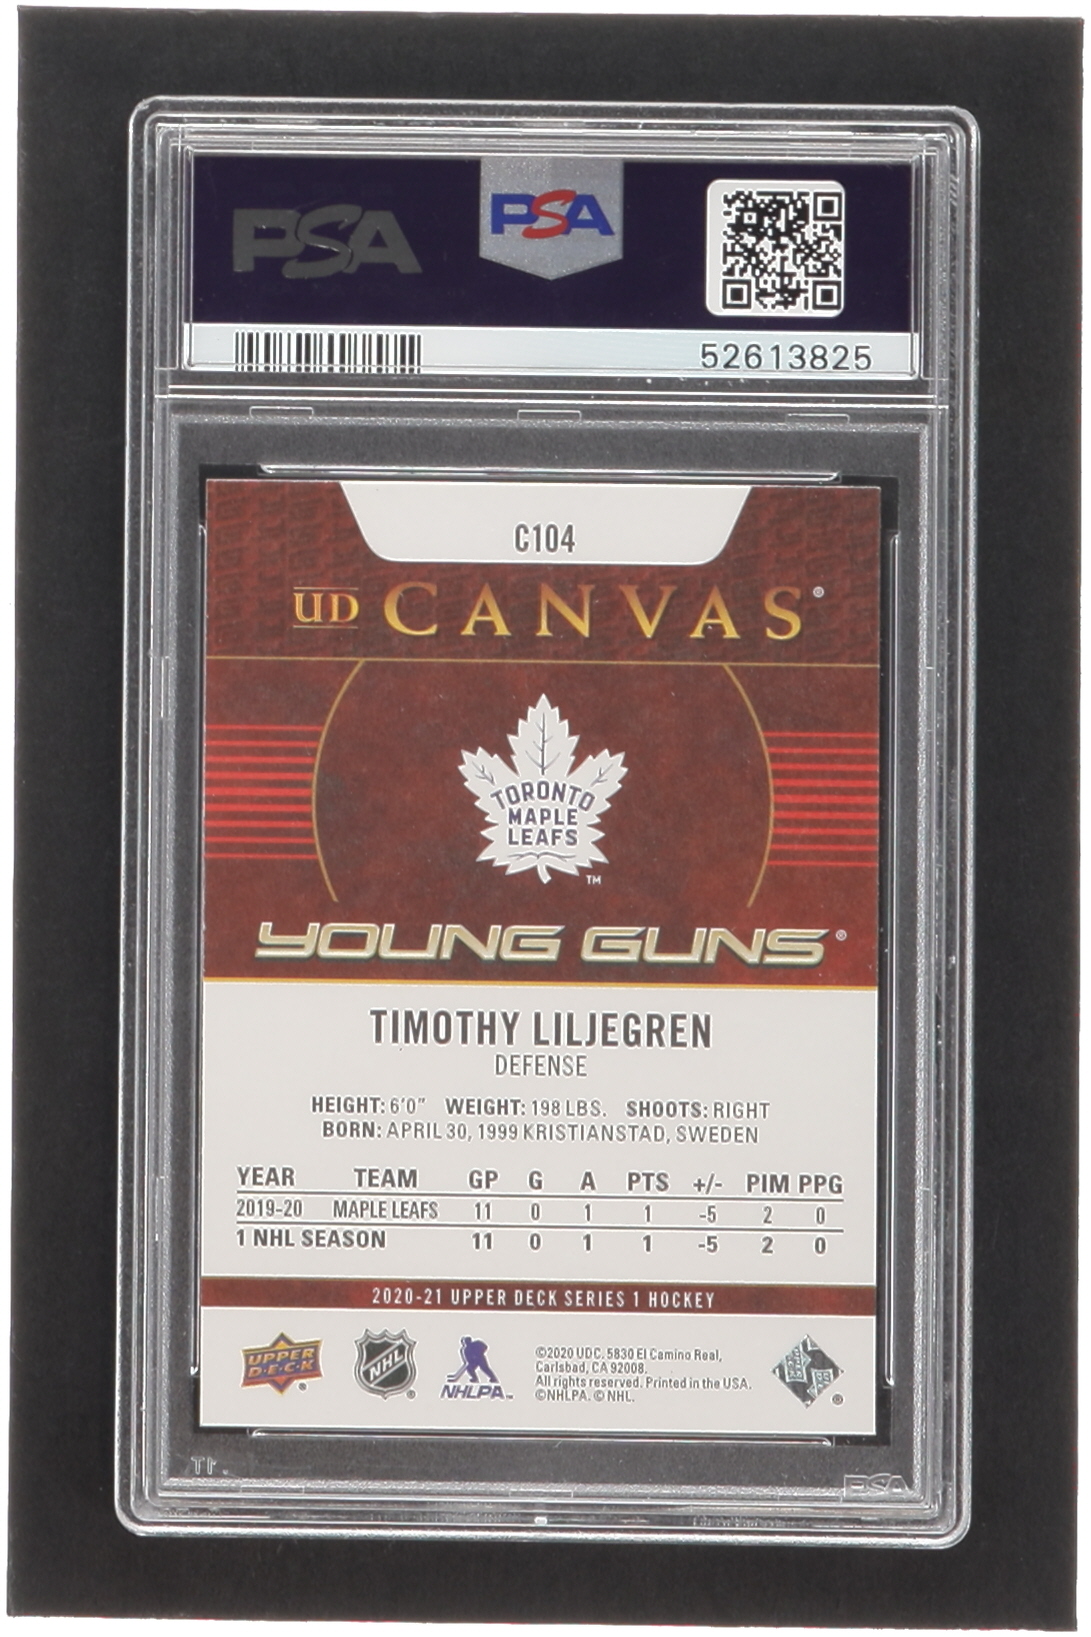 PSA PSA
52613825
C104
UD CANVAS®
TORONTO
MAPLE
LEAFS
TM
YOUNG GUNS®
TIMOTHY LILJEGREN
DEFENSE
HEIGHT: 6'0" WEIGHT: 198 LBS. SHOOTS: RIGHT
BORN: APRIL 30, 1999 KRISTIANSTAD, SWEDEN
YEAR TEAM GP G A PTS +/- PIM PPG
2019-20 MAPLE LEAFS 11 0 1 1 -5 2 0
1 NHL SEASON 11 0 1 1 -5 2 0
2020-21 UPPER DECK SERIES 1 HOCKEY
UPPER
DECK®
NHL®
NHLPA™
©2020 UDC. 5830 El Camino Real,
Carlsbad, CA 92008.
All rights reserved. Printed in the USA.
©NHLPA. © NHL.
®
PSA